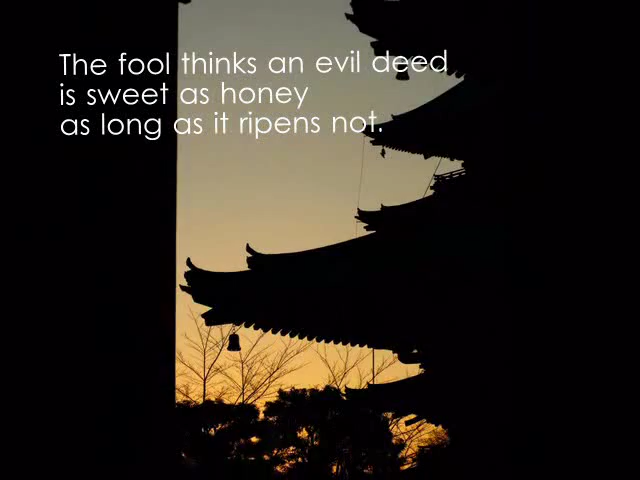 The fool thinks an evil deed
is sweet as honey
as long as it ripens not.